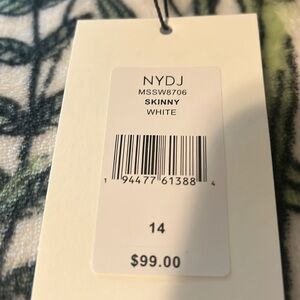 NYDJ
MSSW8706
SKINNY
WHITE
1 94477 61388 4
14
$99.00